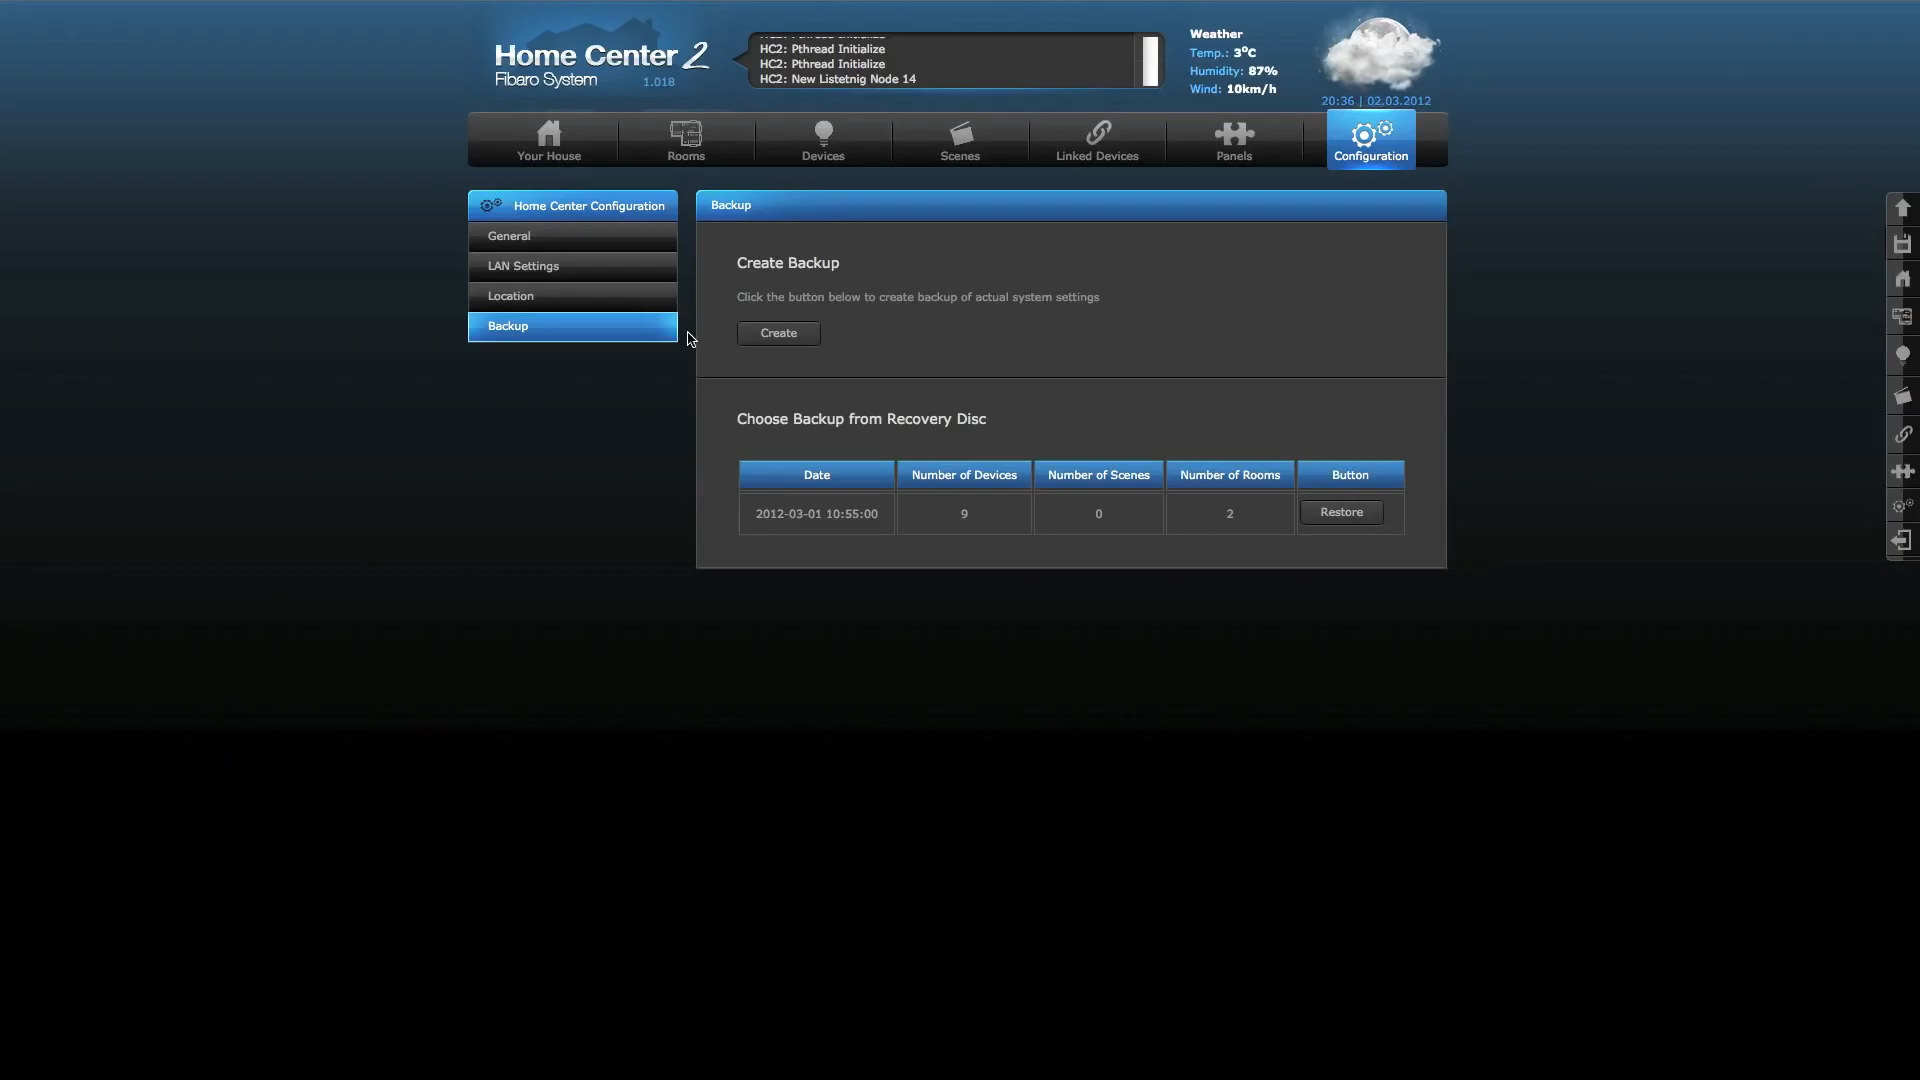 Home Center 2
Fibaro System
1.018
HC2: Pthread Initialize
HC2: Pthread Initialize
HC2: New Listetnig Node 14
Weather
Temp.: 3°C
Humidity: 87%
Wind: 10km/h
20:36 | 02.03.2012
Your House
Rooms
Devices
Scenes
Linked Devices
Panels
Configuration
Home Center Configuration
General
LAN Settings
Location
Backup
Backup
Create Backup
Click the button below to create backup of actual system settings
Create
Choose Backup from Recovery Disc
Date Number of Devices Number of Scenes Number of Rooms Button
2012-03-01 10:55:00 9 0 2 Restore